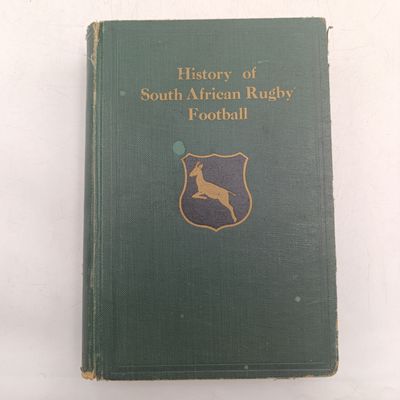 History of
South African Rugby
Football